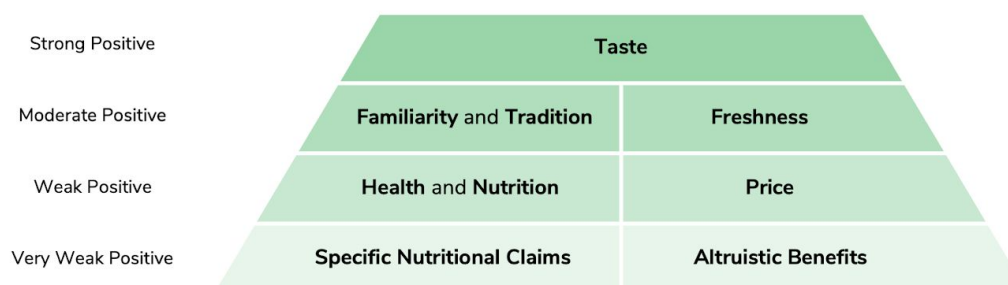 Strong Positive
Taste
Moderate Positive
Familiarity and Tradition
Freshness
Weak Positive
Health and Nutrition
Price
Very Weak Positive
Specific Nutritional Claims
Altruistic Benefits